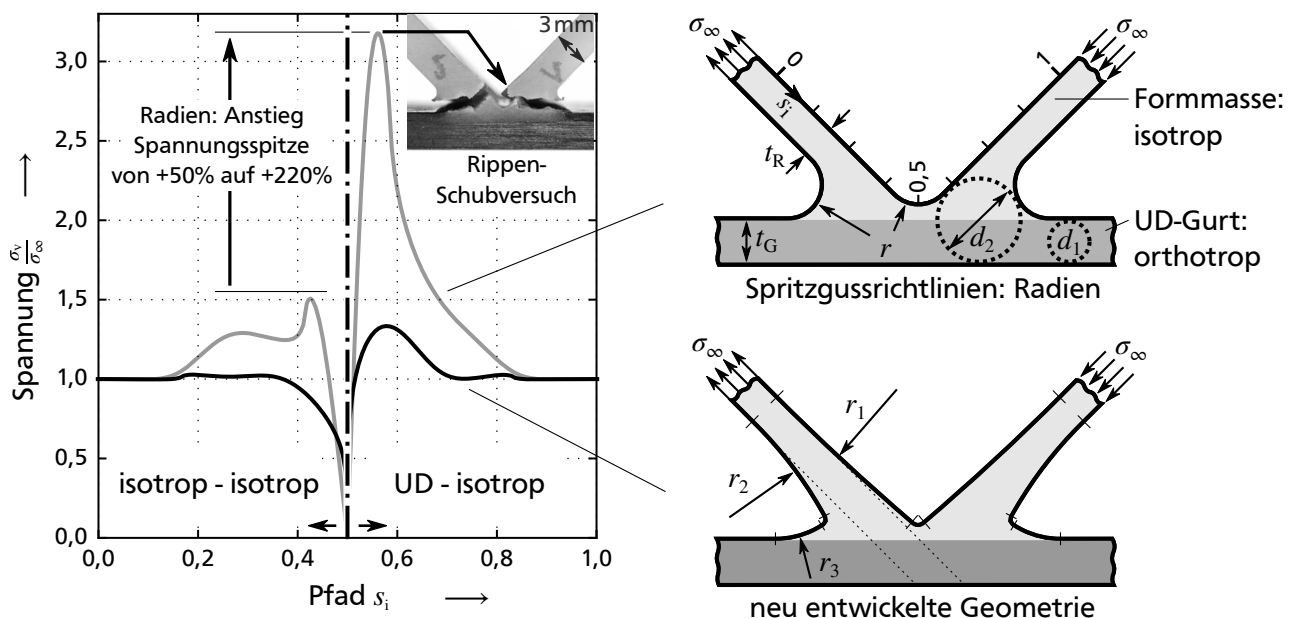 3,0
2,5
2,0
1,5
1,0
0,5
0,0
Spannung σv/σ∞
Radien: Anstieg
Spannungsspitze
von +50% auf +220%
3 mm
Rippen-
Schubversuch
isotrop - isotrop
UD - isotrop
0,0
0,2
0,4
0,6
0,8
1,0
Pfad si
σ∞
σ∞
0
si
1
tR
0,5
Formmasse:
isotrop
tG
r
d2
d1
UD-Gurt:
orthotrop
Spritzgussrichtlinien: Radien
σ∞
σ∞
r1
r2
r3
neu entwickelte Geometrie